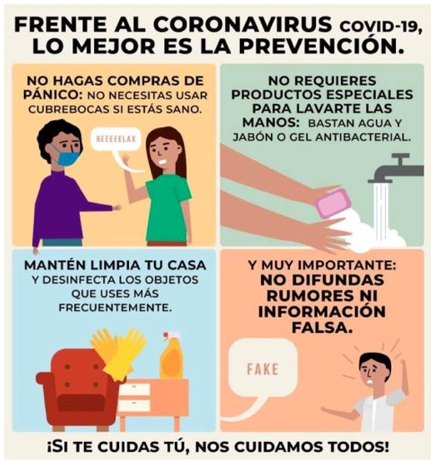 FRENTE AL CORONAVIRUS COVID-19,
LO MEJOR ES LA PREVENCIÓN.
NO HAGAS COMPRAS DE
PÁNICO: NO NECESITAS USAR
CUBREBOCAS SI ESTÁS SANO.
REEEEELAX
NO REQUIERES
PRODUCTOS ESPECIALES
PARA LAVARTE LAS
MANOS: BASTAN AGUA Y
JABÓN O GEL ANTIBACTERIAL.
MANTÉN LIMPIA TU CASA
Y DESINFECTA LOS OBJETOS
QUE USES MÁS
FRECUENTEMENTE.
Y MUY IMPORTANTE:
NO DIFUNDAS
RUMORES NI
INFORMACIÓN
FALSA.
FAKE
¡SI TE CUIDAS TÚ, NOS CUIDAMOS TODOS!